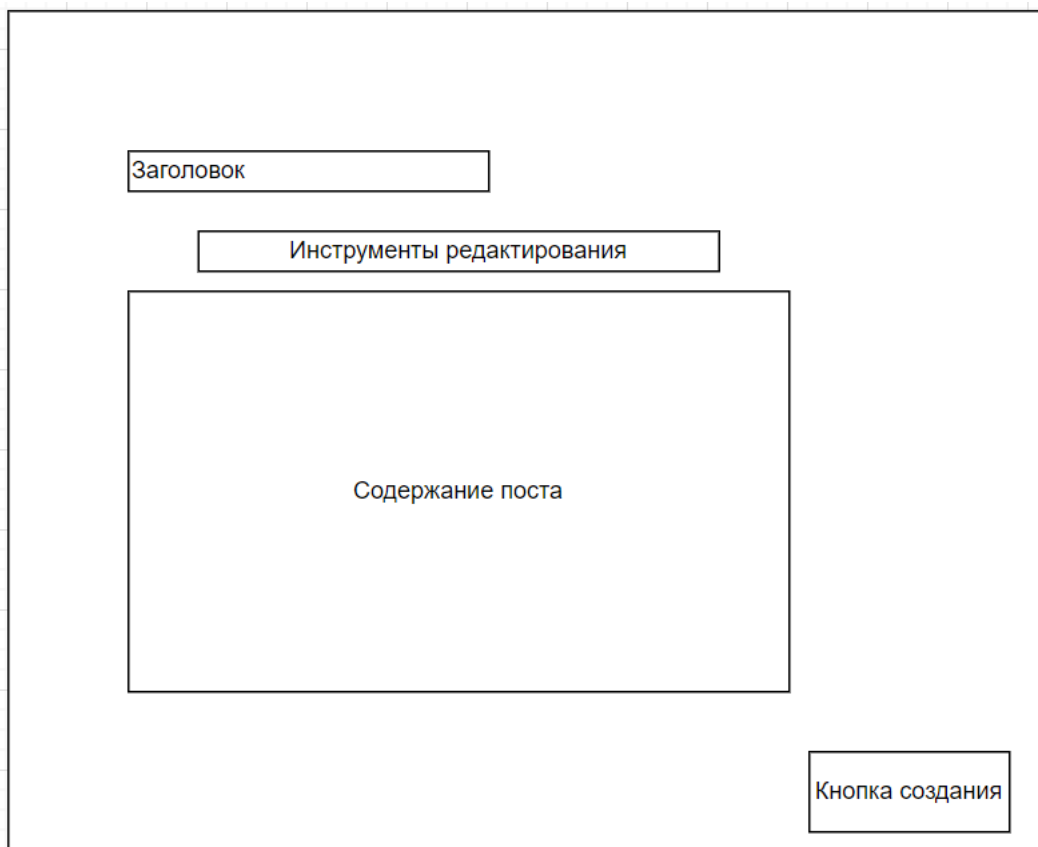 Заголовок
Инструменты редактирования
Содержание поста
Кнопка создания